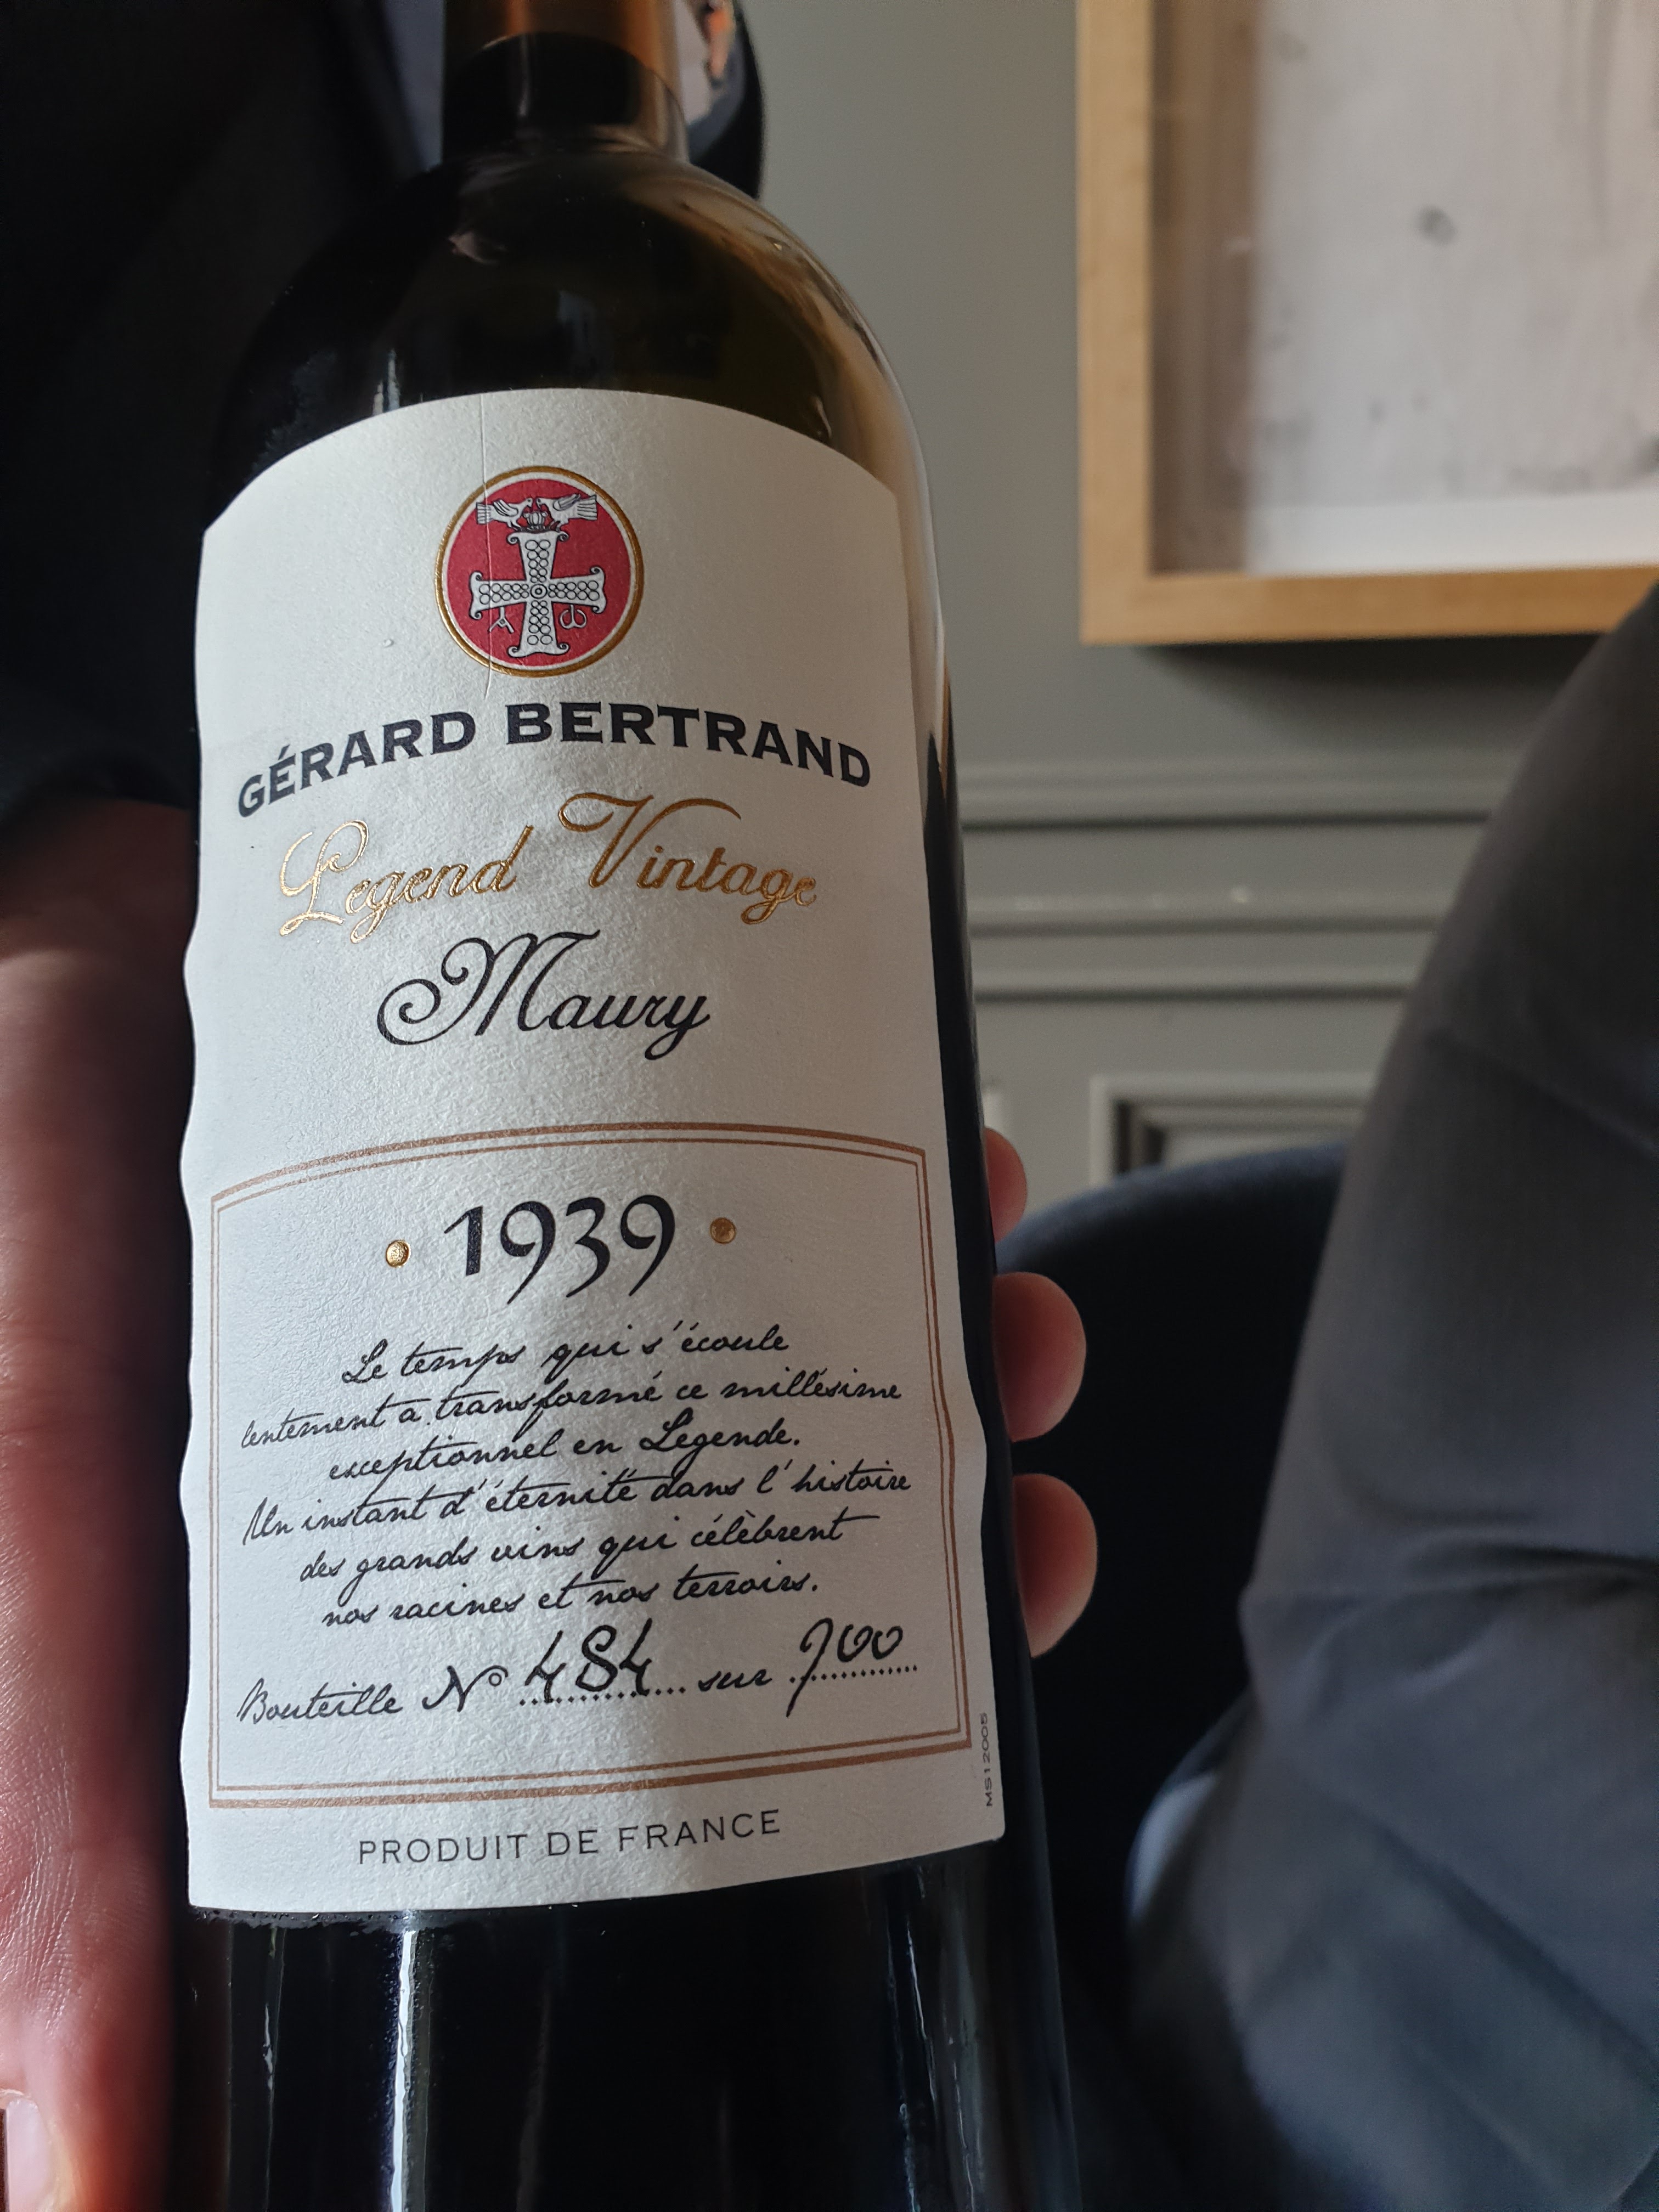 GÉRARD BERTRAND
Legend Vintage
Maury
• 1939 •
Le temps qui s'écoule
lentement a transformé ce millésime
exceptionnel en Légende.
Un instant d'éternité dans l'histoire
des grands vins qui célèbrent
nos racines et nos terroirs.
Bouteille N° 484 sur 900
PRODUIT DE FRANCE
MS12005